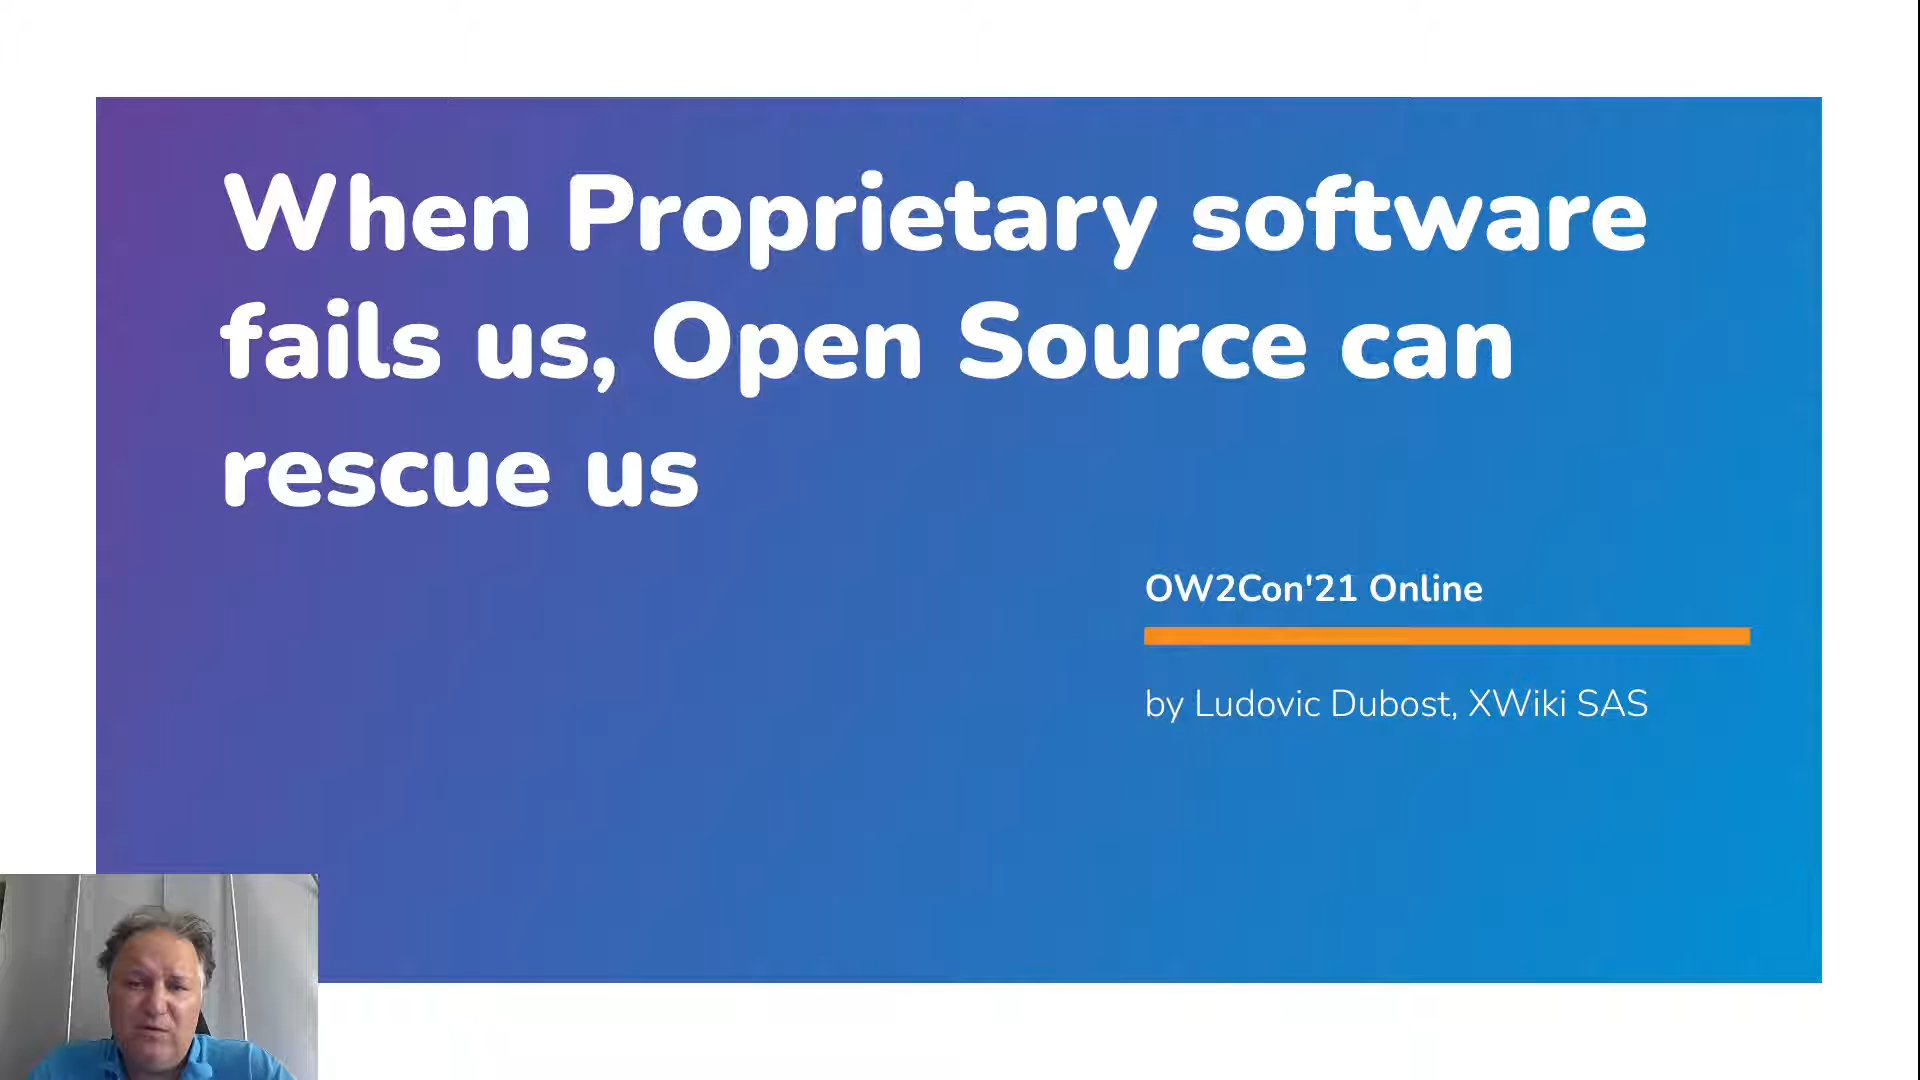 When Proprietary software
fails us, Open Source can
rescue us
OW2Con'21 Online
by Ludovic Dubost, XWiki SAS